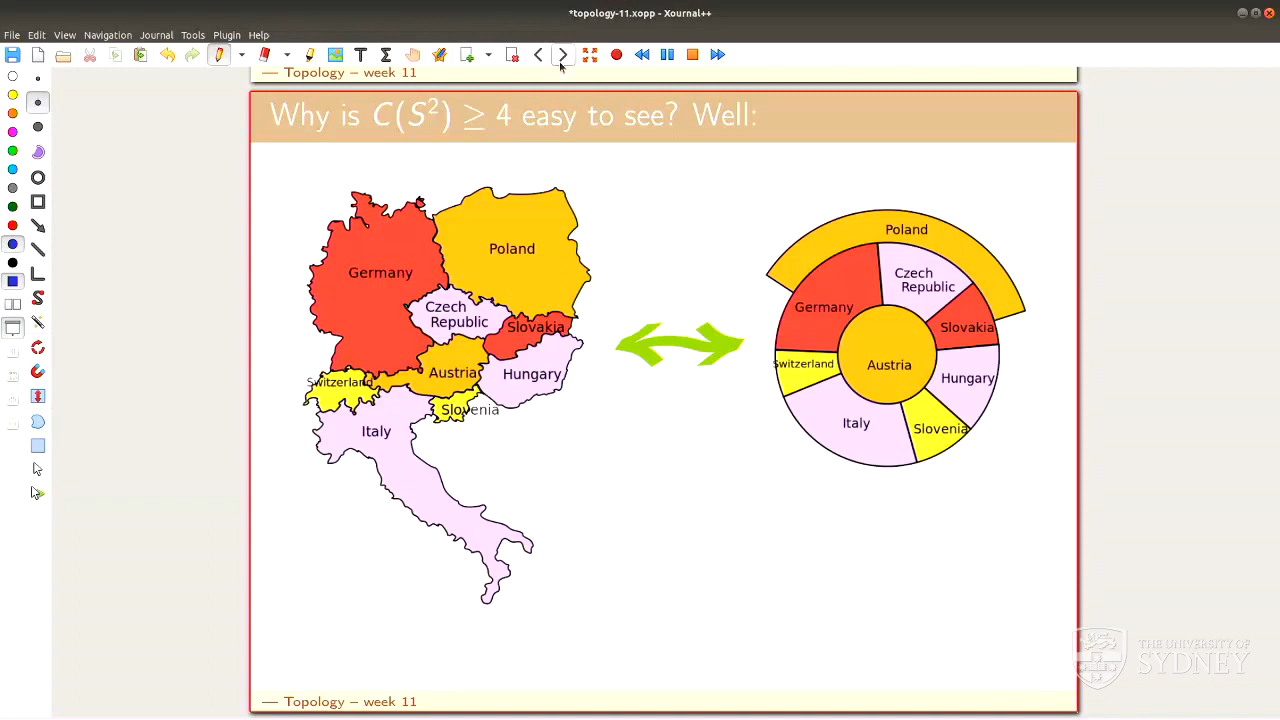 *topology-11.xopp - Xournal++
File Edit View Navigation Journal Tools Plugin Help
— Topology – week 11
Why is C(S²) ≥ 4 easy to see? Well:
Germany
Poland
Czech
Republic
Slovakia
Austria
Hungary
Switzerland
Slovenia
Italy
Poland
Czech
Republic
Germany
Slovakia
Switzerland
Austria
Hungary
Italy
Slovenia
THE UNIVERSITY OF
SYDNEY
— Topology – week 11